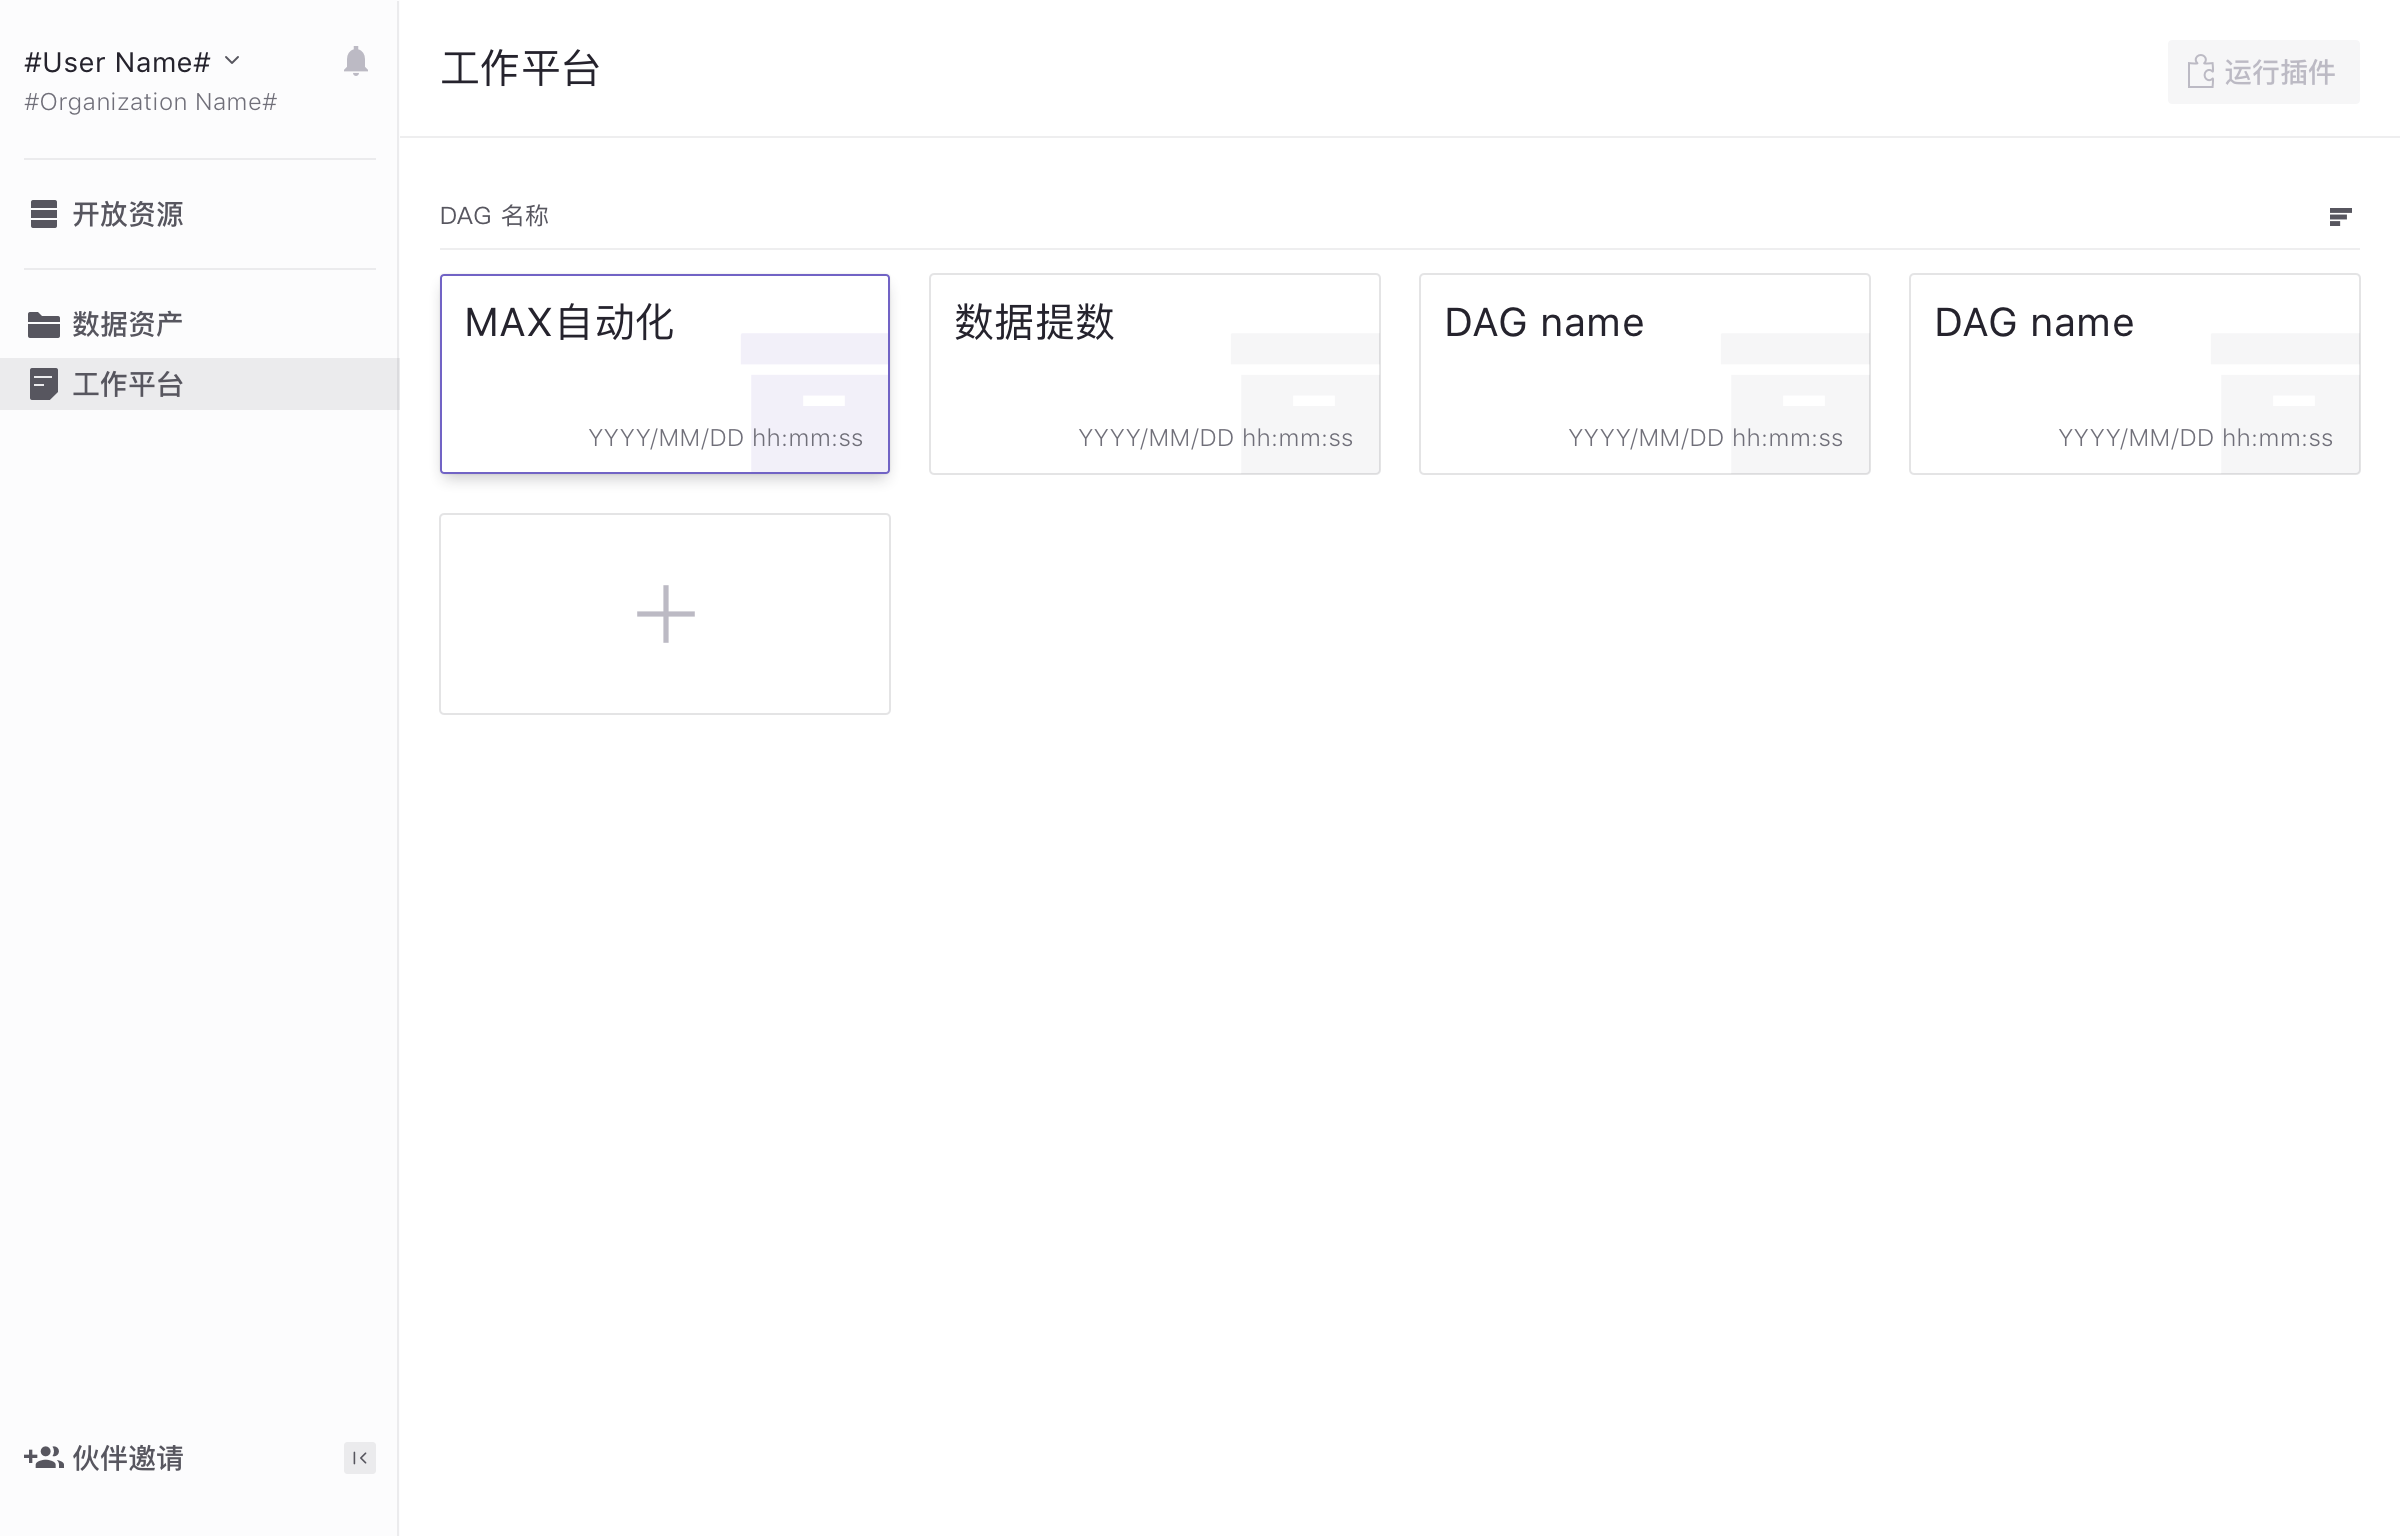 #User Name#
#Organization Name#
开放资源
数据资产
工作平台
伙伴邀请
工作平台
运行插件
DAG 名称
MAX自动化
YYYY/MM/DD hh:mm:ss
数据提数
YYYY/MM/DD hh:mm:ss
DAG name
YYYY/MM/DD hh:mm:ss
DAG name
YYYY/MM/DD hh:mm:ss